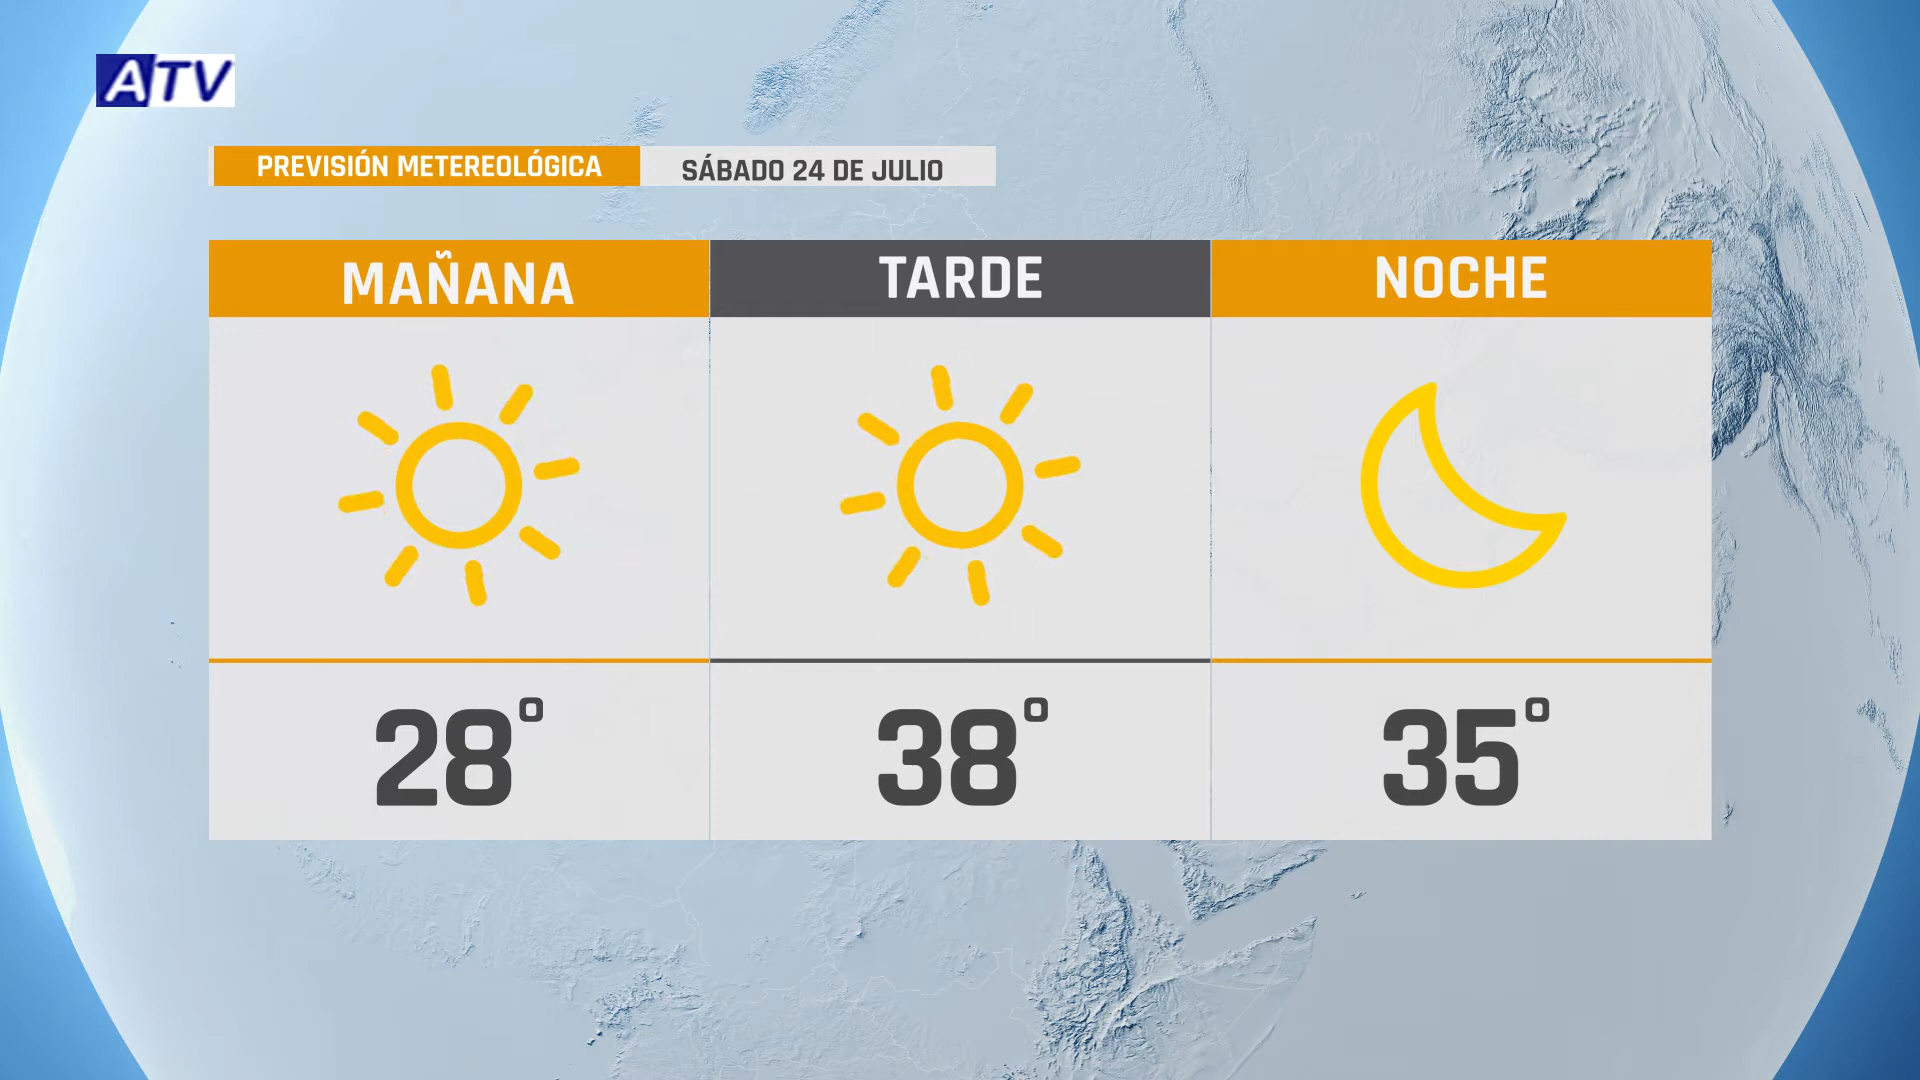 ATV
PREVISIÓN METEREOLÓGICA
SÁBADO 24 DE JULIO
MAÑANA
TARDE
NOCHE
28°
38°
35°